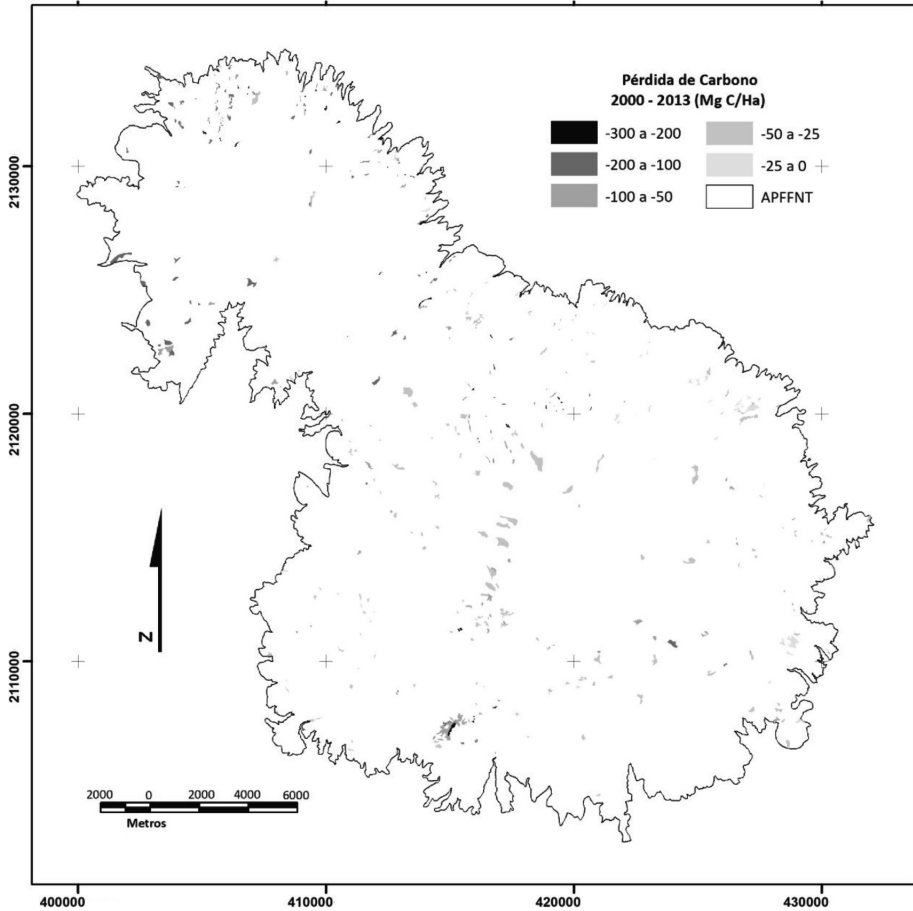 Pérdida de Carbono
2000 - 2013 (Mg C/Ha)
-300 a -200
-50 a -25
-200 a -100
-25 a 0
-100 a -50
APFFNT
2130000
2120000
2110000
N
2000 0 2000 4000 6000
Metros
400000 410000 420000 430000